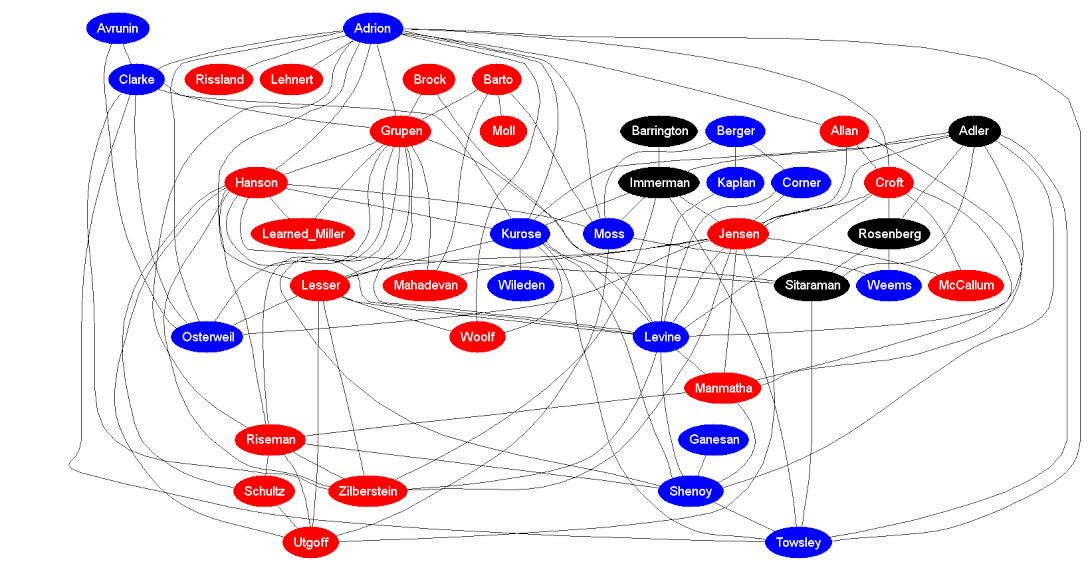 Avrunin Adrion
Clarke Rissland Lehnert Brock Barto
Grupen Moll Barrington Berger Allan Adler
Hanson Immerman Kaplan Corner Croft
Learned_Miller Kurose Moss Jensen Rosenberg
Lesser Mahadevan Wileden Sitaraman Weems McCallum
Osterweil Woolf Levine
Manmatha
Riseman Ganesan
Schultz Zilberstein Shenoy
Utgoff Towsley